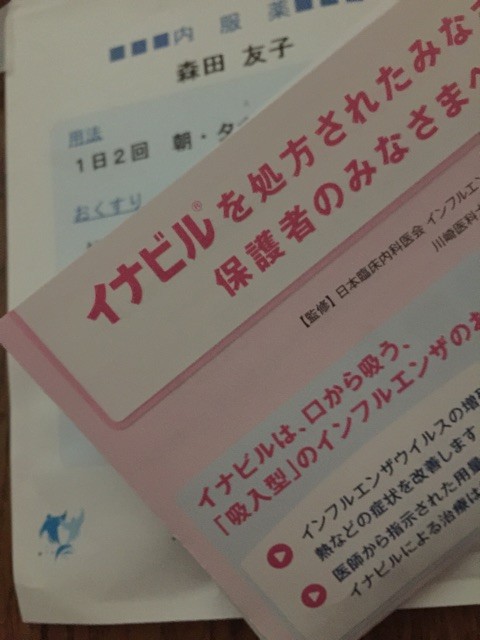 ■■■内 服 薬■■■
森田 友子
用法
1日2回 朝・夕
おくすり
イナビル®を処方されたみな
保護者のみなさまへ
【監修】日本臨床内科医会 インフルエン
川崎医科
イナビルは、口から吸う、
「吸入型」のインフルエンザのお
インフルエンザウイルスの増
熱などの症状を改善します
医師から指示された用量
イナビルによる治療は